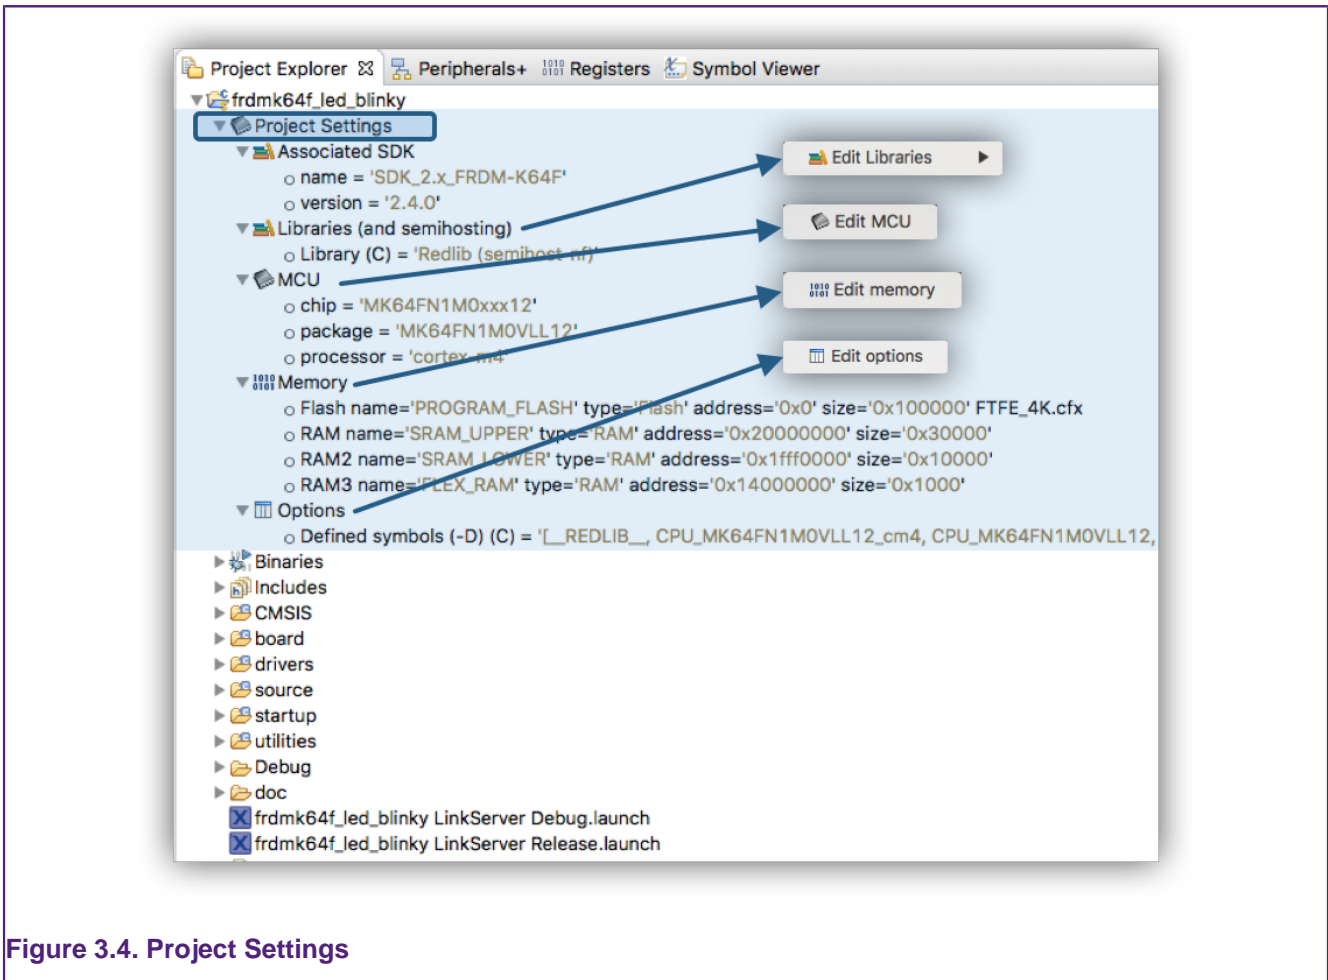 Project Explorer Peripherals+ Registers Symbol Viewer
frdmk64f_led_blinky
Project Settings
Associated SDK
name = 'SDK_2.x_FRDM-K64F'
version = '2.4.0'
Libraries (and semihosting)
Library (C) = 'Redlib (semihost-nf)'
MCU
chip = 'MK64FN1M0xxx12'
package = 'MK64FN1M0VLL12'
processor = 'cortex-m4'
Memory
Flash name='PROGRAM_FLASH' type='Flash' address='0x0' size='0x100000' FTFE_4K.cfx
RAM name='SRAM_UPPER' type='RAM' address='0x20000000' size='0x30000'
RAM2 name='SRAM_LOWER' type='RAM' address='0x1fff0000' size='0x10000'
RAM3 name='FLEX_RAM' type='RAM' address='0x14000000' size='0x1000'
Options
Defined symbols (-D) (C) = '[__REDLIB__, CPU_MK64FN1M0VLL12_cm4, CPU_MK64FN1M0VLL12,
Edit Libraries
Edit MCU
Edit memory
Edit options
Binaries
Includes
CMSIS
board
drivers
source
startup
utilities
Debug
doc
frdmk64f_led_blinky LinkServer Debug.launch
frdmk64f_led_blinky LinkServer Release.launch
Figure 3.4. Project Settings